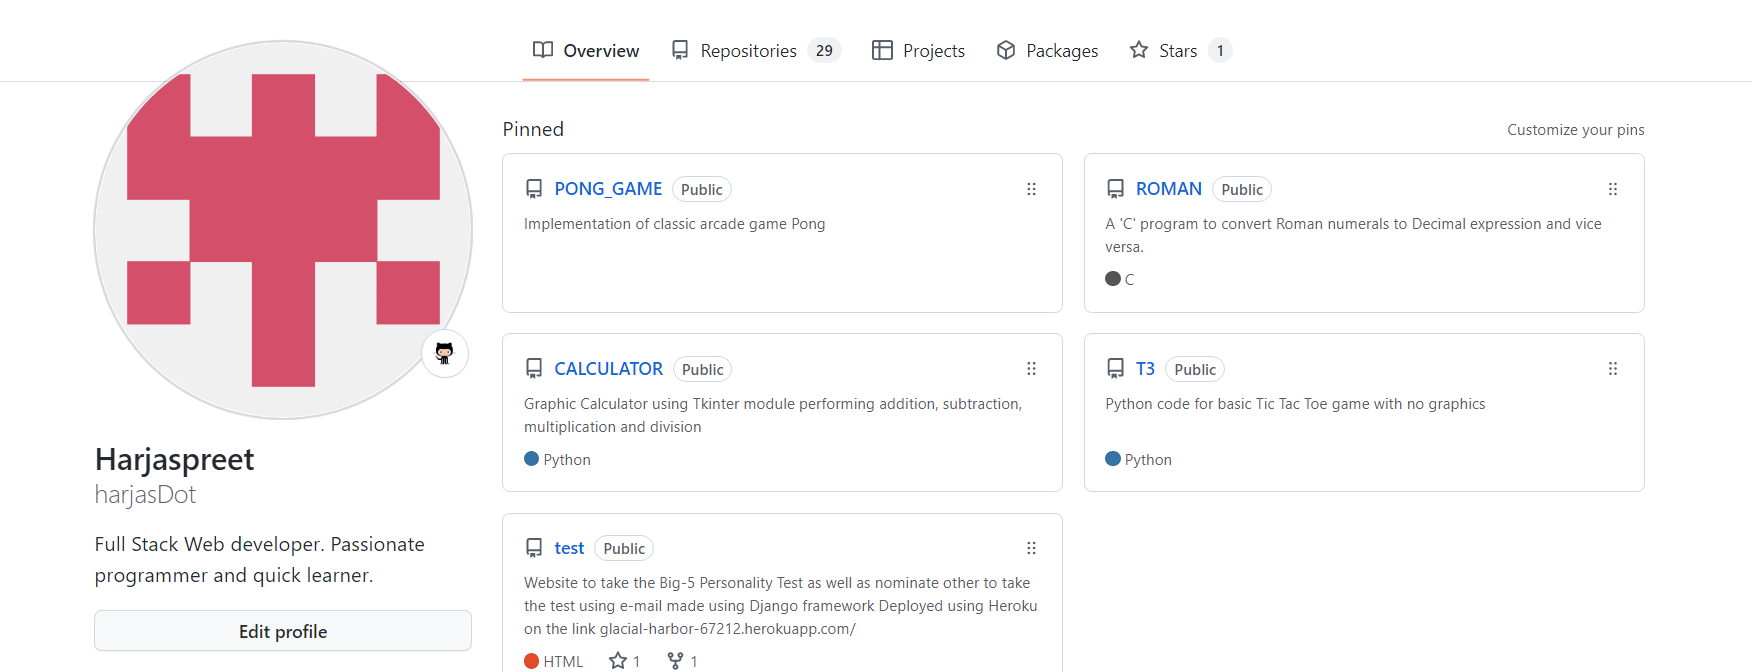 Overview Repositories 29 Projects Packages Stars 1
Harjaspreet
harjasDot
Full Stack Web developer. Passionate
programmer and quick learner.
Edit profile
Pinned
Customize your pins
PONG_GAME Public
Implementation of classic arcade game Pong
ROMAN Public
A 'C' program to convert Roman numerals to Decimal expression and vice
versa.
C
CALCULATOR Public
Graphic Calculator using Tkinter module performing addition, subtraction,
multiplication and division
Python
T3 Public
Python code for basic Tic Tac Toe game with no graphics
Python
test Public
Website to take the Big-5 Personality Test as well as nominate other to take
the test using e-mail made using Django framework Deployed using Heroku
on the link glacial-harbor-67212.herokuapp.com/
HTML 1 1